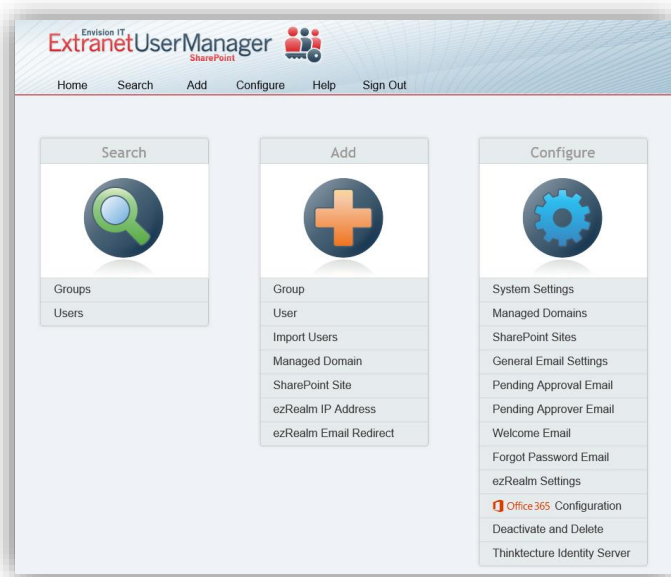 Envision IT
ExtranetUserManager
SharePoint
Home Search Add Configure Help Sign Out
Search
Groups
Users
Add
Group
User
Import Users
Managed Domain
SharePoint Site
ezRealm IP Address
ezRealm Email Redirect
Configure
System Settings
Managed Domains
SharePoint Sites
General Email Settings
Pending Approval Email
Pending Approver Email
Welcome Email
Forgot Password Email
ezRealm Settings
Office 365 Configuration
Deactivate and Delete
Thinktecture Identity Server